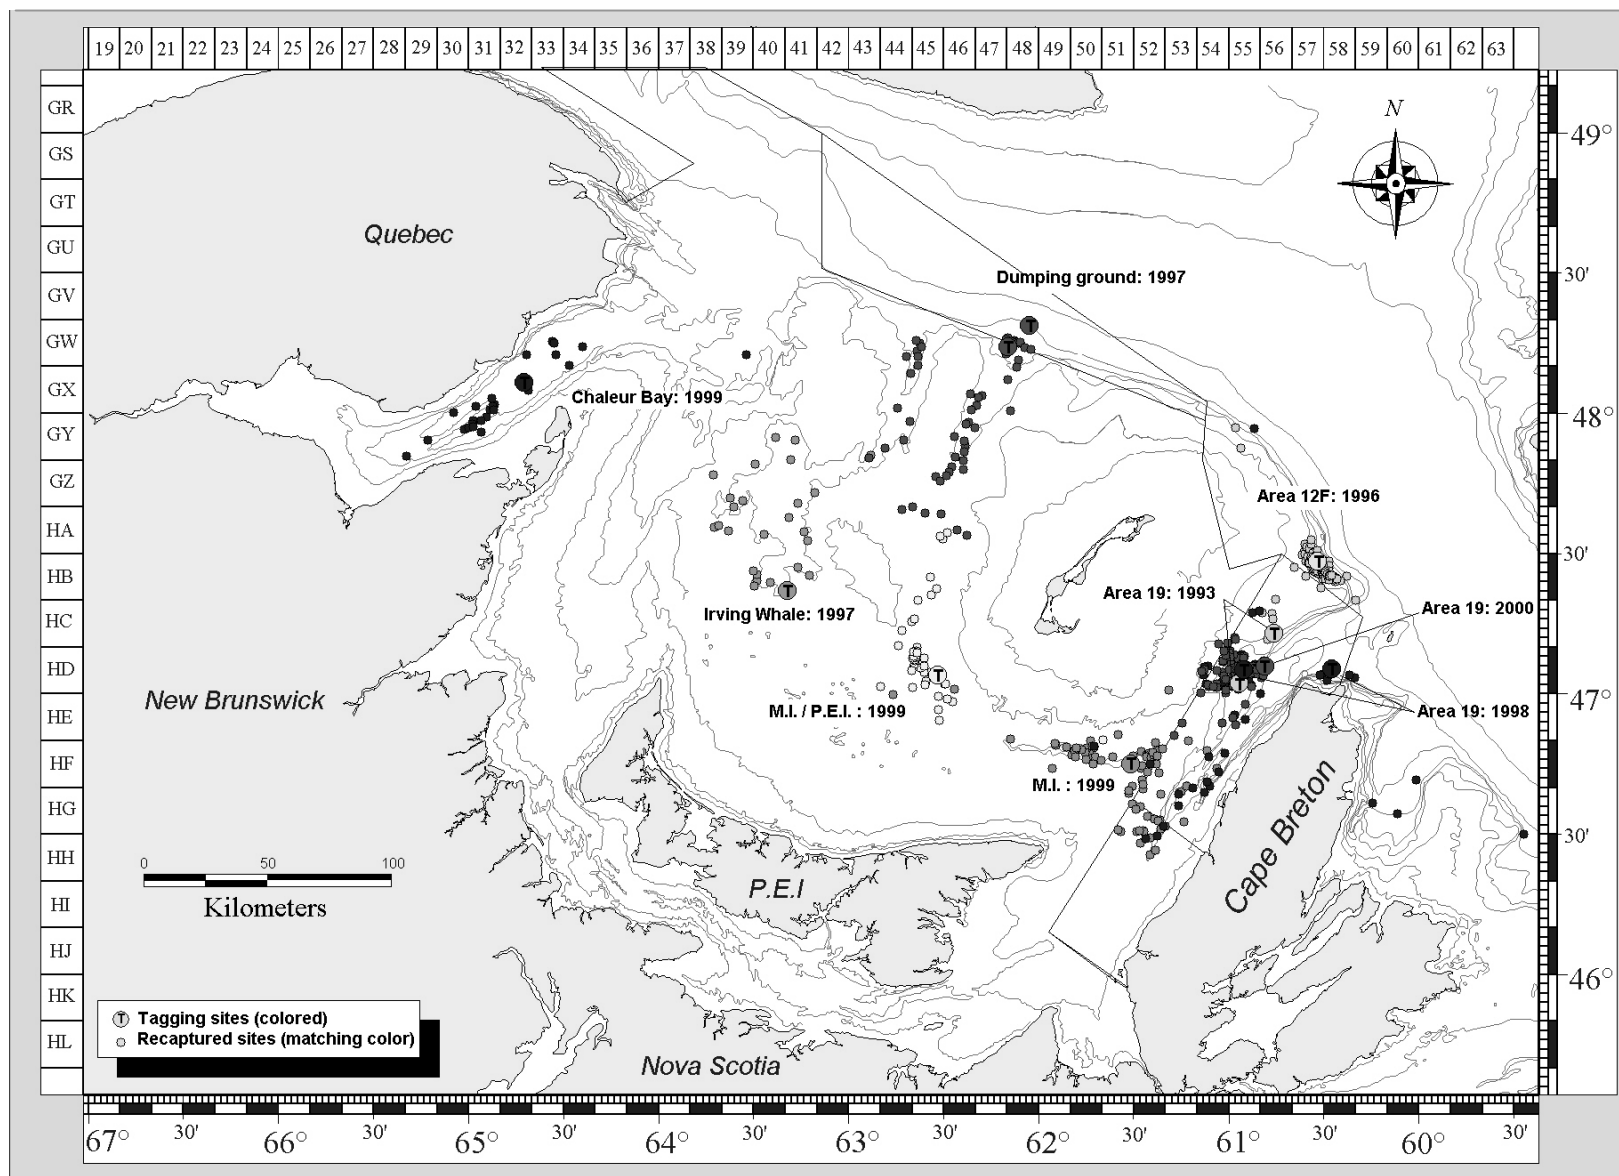 19 20 21 22 23 24 25 26 27 28 29 30 31 32 33 34 35 36 37 38 39 40 41 42 43 44 45 46 47 48 49 50 51 52 53 54 55 56 57 58 59 60 61 62 63
GR
N
49°
GS
GT
Quebec
GU
Dumping ground: 1997
30'
GV
GW
GX
Chaleur Bay: 1999
48°
GY
GZ
Area 12F: 1996
HA
30'
HB
Area 19: 1993
Irving Whale: 1997
Area 19: 2000
HC
HD
New Brunswick
47°
M.I. / P.E.I. : 1999
Area 19: 1998
HE
HF
M.I. : 1999
HG
Cape Breton
30'
HH
0 50 100
Kilometers
P.E.I
HI
HJ
46°
HK
T Tagging sites (colored)
Recaptured sites (matching color)
HL
Nova Scotia
67° 30' 66° 30' 65° 30' 64° 30' 63° 30' 62° 30' 61° 30' 60° 30'
T
T
T
T
T
T
T
T
T
T
T
T